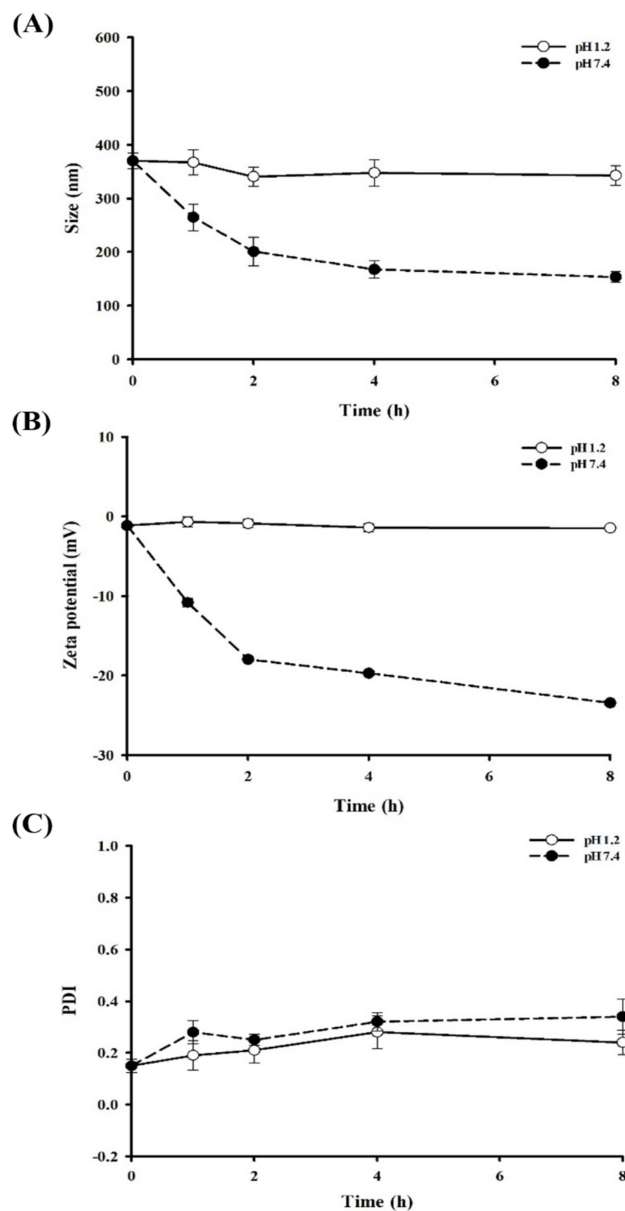 (A)
600
500
400
300
200
100
0
Size (nm)
pH 1.2
pH 7.4
0 2 4 6 8
Time (h)
(B)
10
0
-10
-20
-30
Zeta potential (mV)
pH 1.2
pH 7.4
0 2 4 6 8
Time (h)
(C)
1.0
0.8
0.6
0.4
0.2
0.0
-0.2
PDI
pH 1.2
pH 7.4
0 2 4 6 8
Time (h)